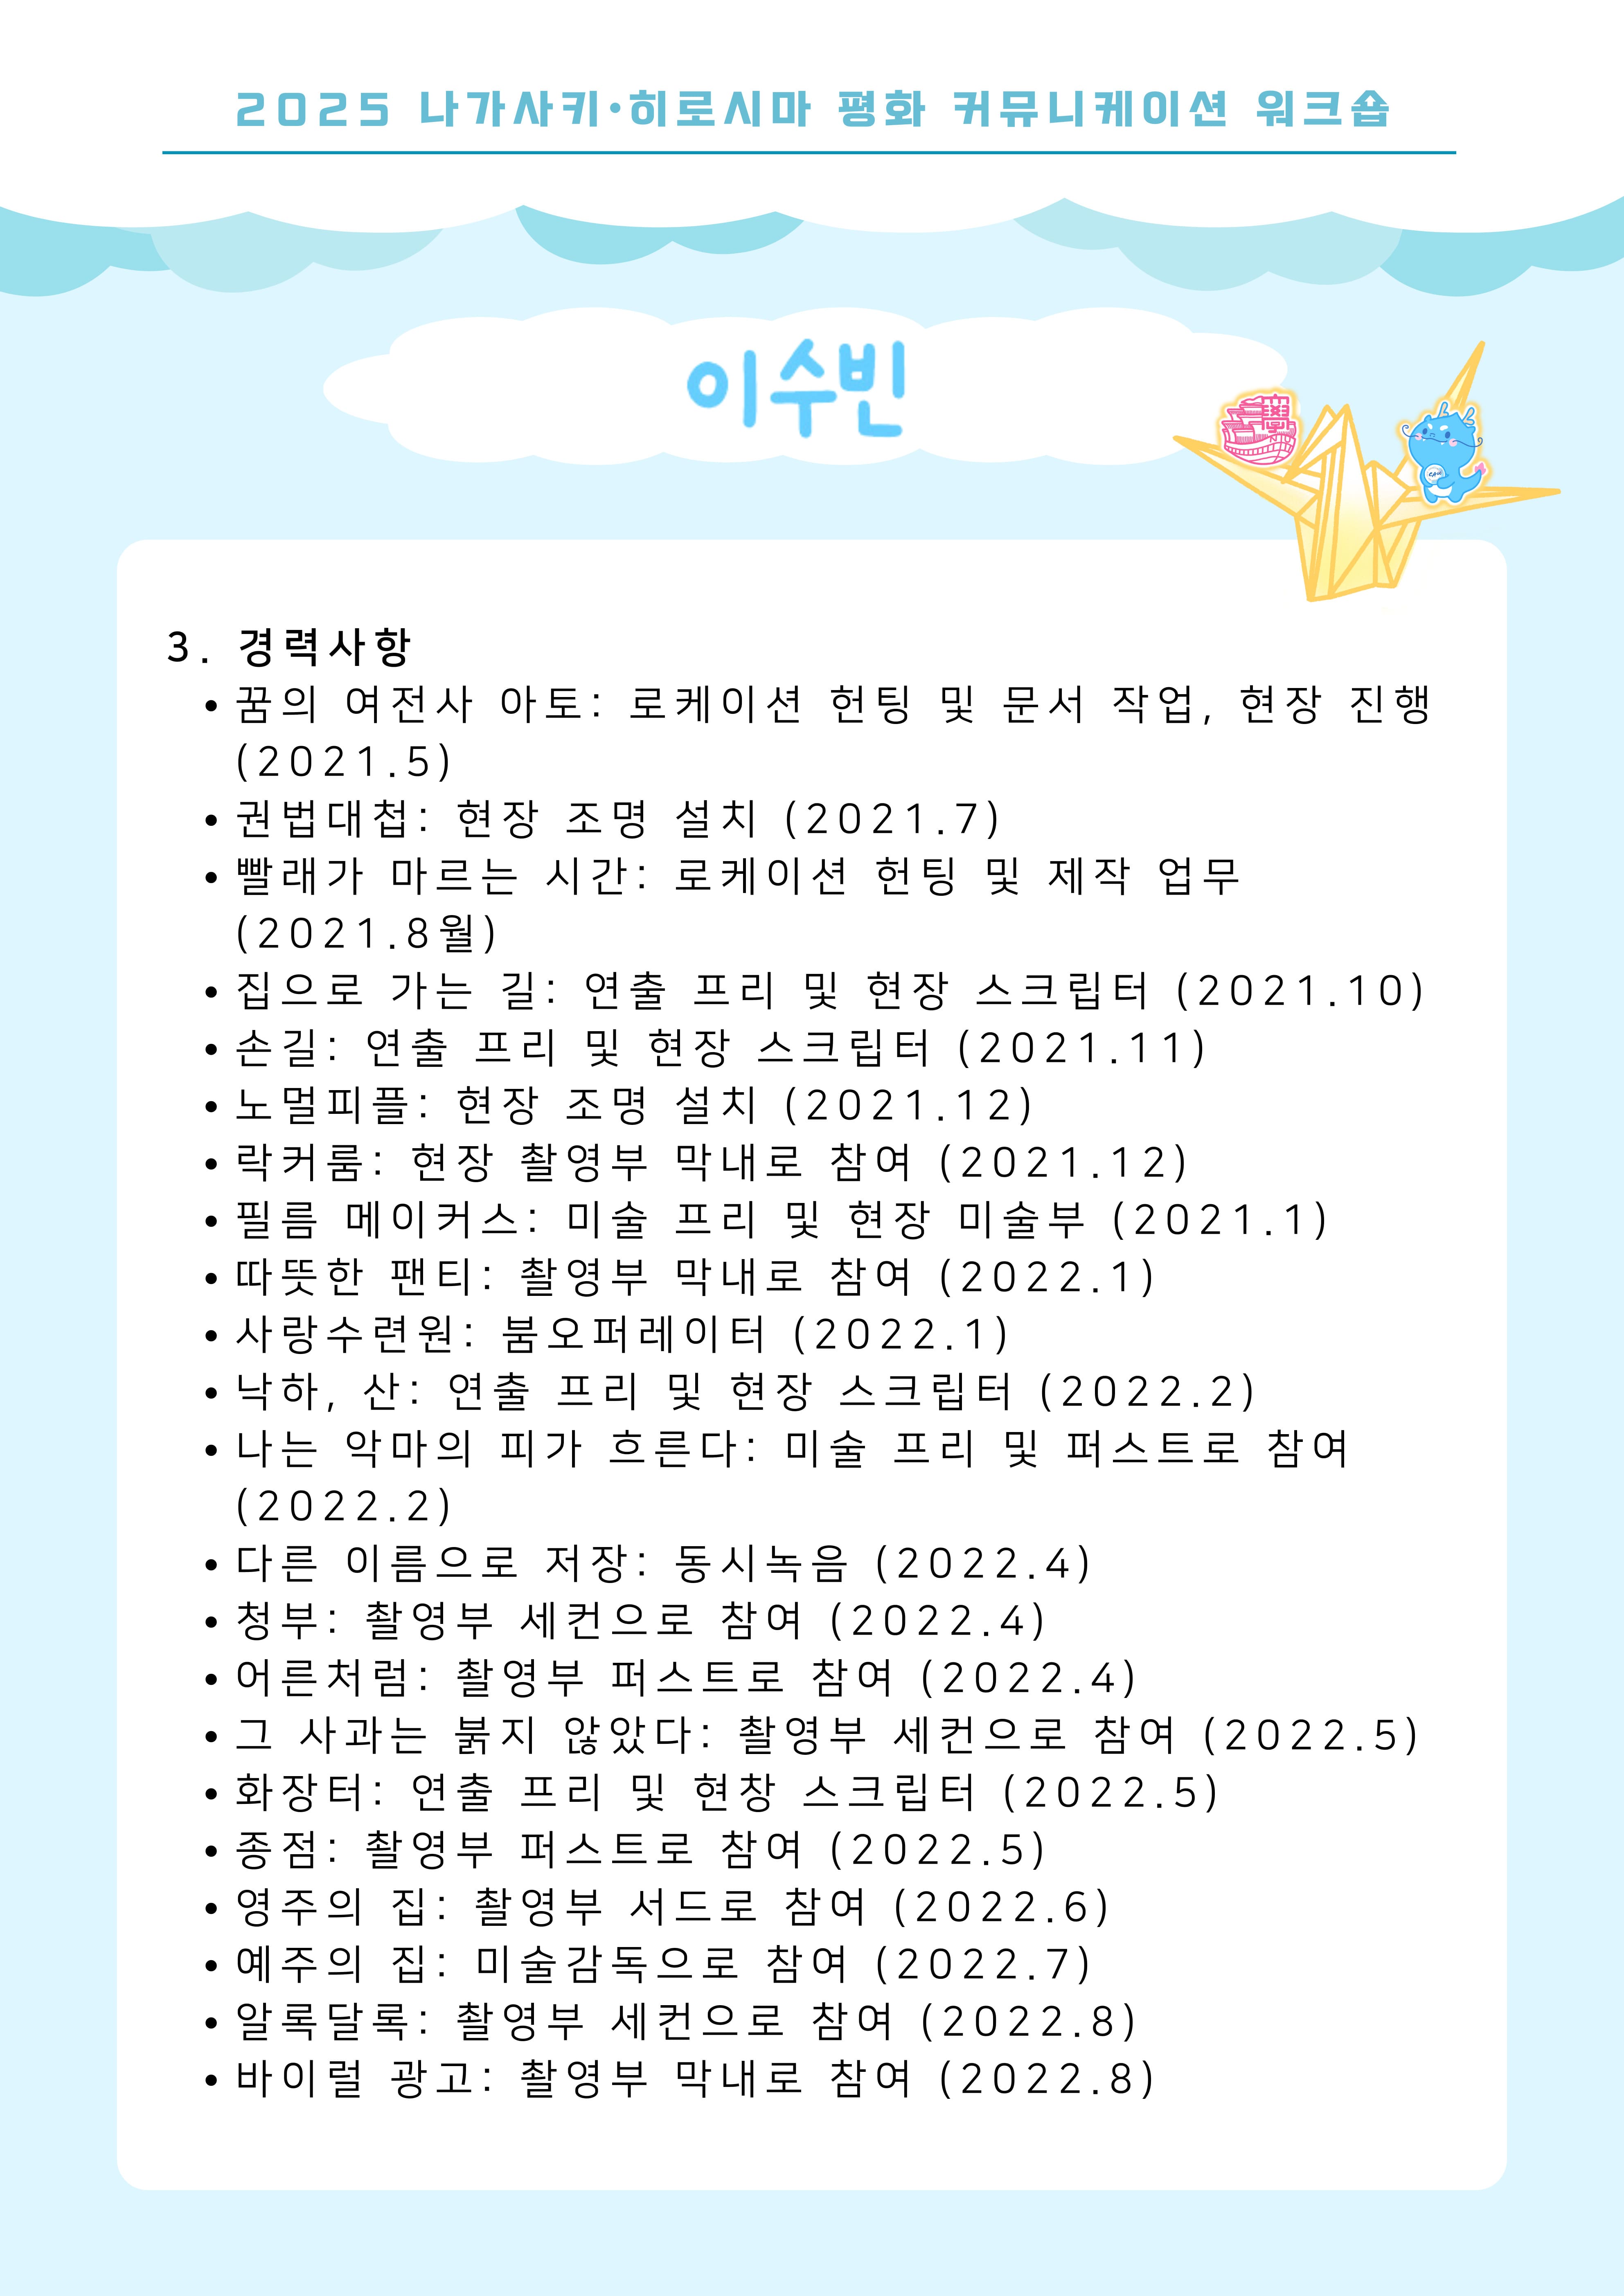 2025 나가사키·히로시마 평화 커뮤니케이션 워크숍
이수빈
3. 경력사항
• 꿈의 여전사 아토: 로케이션 헌팅 및 문서 작업, 현장 진행
(2021.5)
• 권법대첩: 현장 조명 설치 (2021.7)
• 빨래가 마르는 시간: 로케이션 헌팅 및 제작 업무
(2021.8월)
• 집으로 가는 길: 연출 프리 및 현장 스크립터 (2021.10)
• 손길: 연출 프리 및 현장 스크립터 (2021.11)
• 노멀피플: 현장 조명 설치 (2021.12)
• 락커룸: 현장 촬영부 막내로 참여 (2021.12)
• 필름 메이커스: 미술 프리 및 현장 미술부 (2021.1)
• 따뜻한 팬티: 촬영부 막내로 참여 (2022.1)
• 사랑수련원: 붐오퍼레이터 (2022.1)
• 낙하, 산: 연출 프리 및 현장 스크립터 (2022.2)
• 나는 악마의 피가 흐른다: 미술 프리 및 퍼스트로 참여
(2022.2)
• 다른 이름으로 저장: 동시녹음 (2022.4)
• 청부: 촬영부 세컨으로 참여 (2022.4)
• 어른처럼: 촬영부 퍼스트로 참여 (2022.4)
• 그 사과는 붉지 않았다: 촬영부 세컨으로 참여 (2022.5)
• 화장터: 연출 프리 및 현창 스크립터 (2022.5)
• 종점: 촬영부 퍼스트로 참여 (2022.5)
• 영주의 집: 촬영부 서드로 참여 (2022.6)
• 예주의 집: 미술감독으로 참여 (2022.7)
• 알록달록: 촬영부 세컨으로 참여 (2022.8)
• 바이럴 광고: 촬영부 막내로 참여 (2022.8)